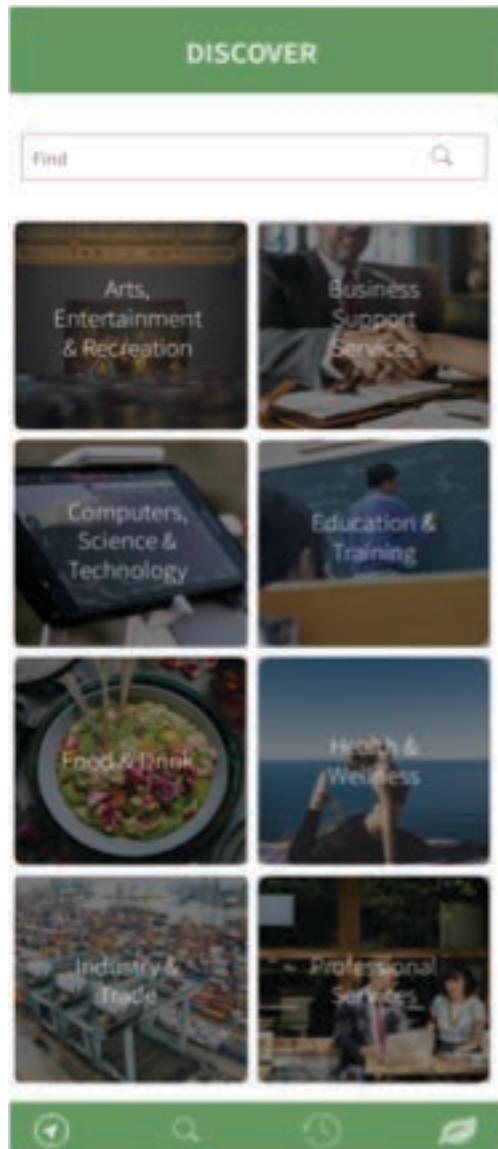 DISCOVER
Find
Arts,
Entertainment
& Recreation
Business
Support
Services
Computers,
Science &
Technology
Education &
Training
Food & Drink
Health &
Wellness
Industry &
Trade
Professional
Services